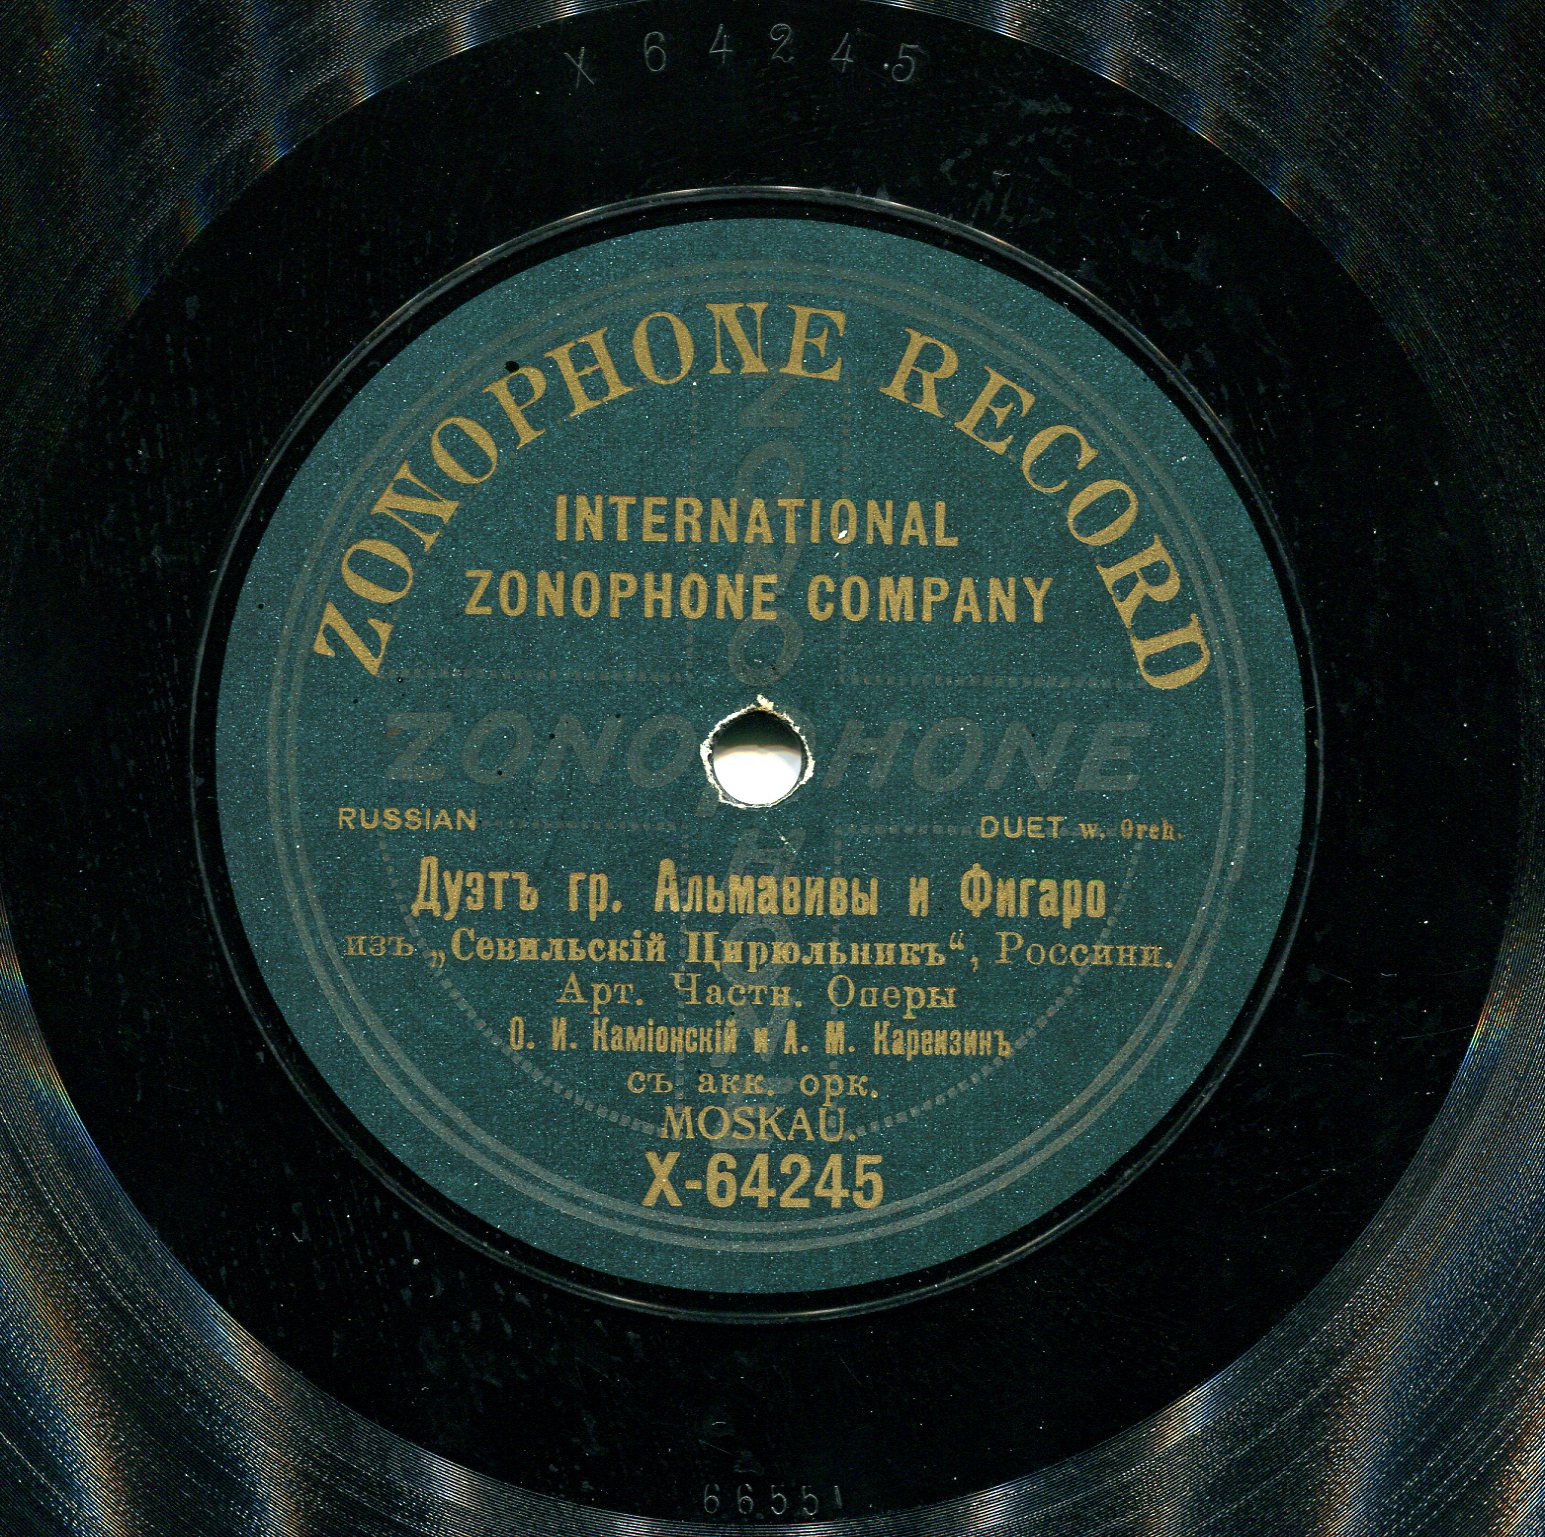 X 64245
ZONOPHONE RECORD
INTERNATIONAL
ZONOPHONE COMPANY
ZONOPHONE
RUSSIAN
DUET w. Orch.
Дуэтъ гр. Альмавивы и Фигаро
изъ „Севильскій Цирюльникъ“, Россини.
Арт. Частн. Оперы
О. И. Каміонскій и А. М. Карензинъ
съ акк. орк.
MOSKAU.
X-64245
6655